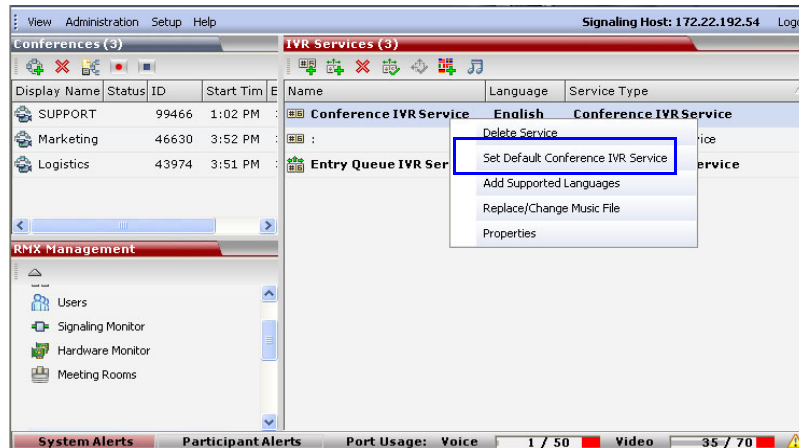 View Administration Setup Help Signaling Host: 172.22.192.54
Conferences (3)
IVR Services (3)
Display Name Status ID Start Tim
SUPPORT 99466 1:02 PM
Marketing 46630 3:52 PM
Logistics 43974 3:51 PM
Name Language Service Type
Conference IVR Service English Conference IVR Service
:
Entry Queue IVR Ser
Delete Service
Set Default Conference IVR Service
Add Supported Languages
Replace/Change Music File
Properties
RMX Management
Users
Signaling Monitor
Hardware Monitor
Meeting Rooms
System Alerts Participant Alerts Port Usage: Voice 1 / 50 Video 35 / 70